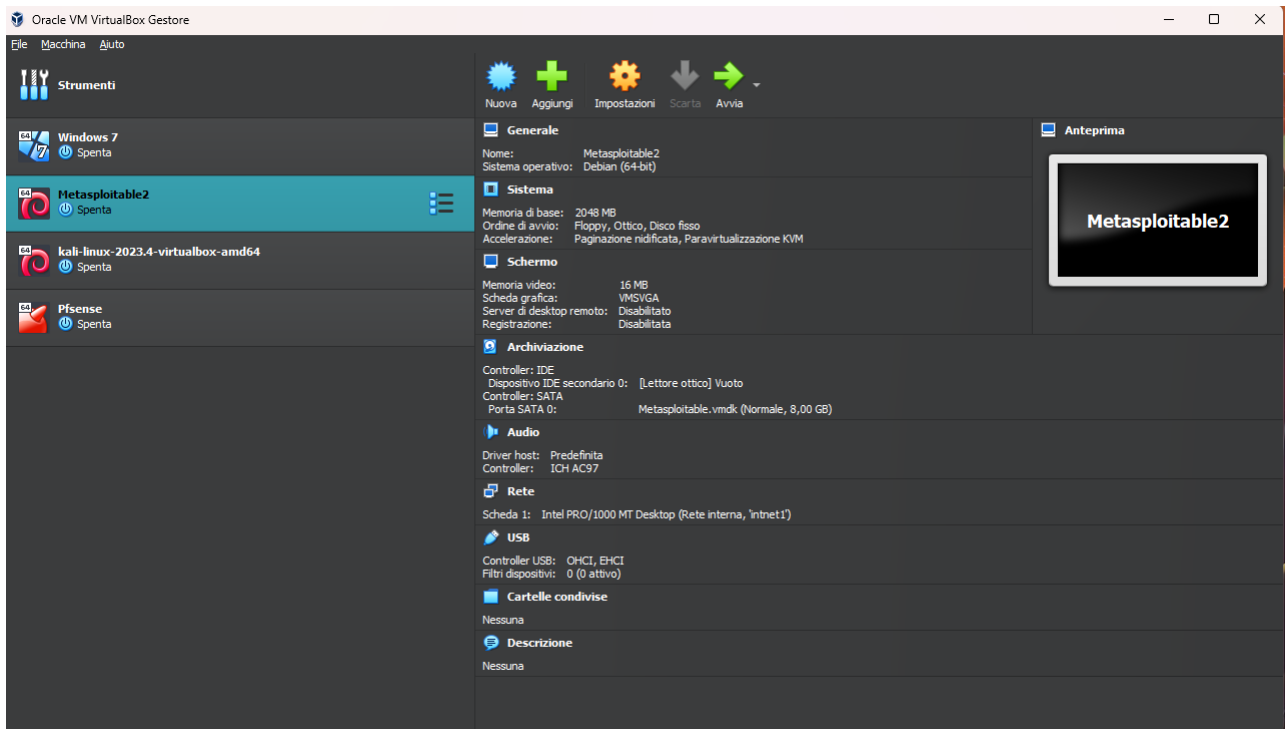 Oracle VM VirtualBox Gestore
File Macchina Aiuto
Strumenti
64 Windows 7
Spenta
64 Metasploitable2
Spenta
64 kali-linux-2023.4-virtualbox-amd64
Spenta
64 Pfsense
Spenta
Nuova Aggiungi Impostazioni Scarta Avvia
Generale
Nome: Metasploitable2
Sistema operativo: Debian (64-bit)
Sistema
Memoria di base: 2048 MB
Ordine di avvio: Floppy, Ottico, Disco fisso
Accelerazione: Paginazione nidificata, Paravirtualizzazione KVM
Schermo
Memoria video: 16 MB
Scheda grafica: VMSVGA
Server di desktop remoto: Disabilitato
Registrazione: Disabilitata
Archiviazione
Controller: IDE
Dispositivo IDE secondario 0: [Lettore ottico] Vuoto
Controller: SATA
Porta SATA 0: Metasploitable.vmdk (Normale, 8,00 GB)
Audio
Driver host: Predefinita
Controller: ICH AC97
Rete
Scheda 1: Intel PRO/1000 MT Desktop (Rete interna, 'intnet1')
USB
Controller USB: OHCI, EHCI
Filtri dispositivi: 0 (0 attivo)
Cartelle condivise
Nessuna
Descrizione
Nessuna
Anteprima
Metasploitable2